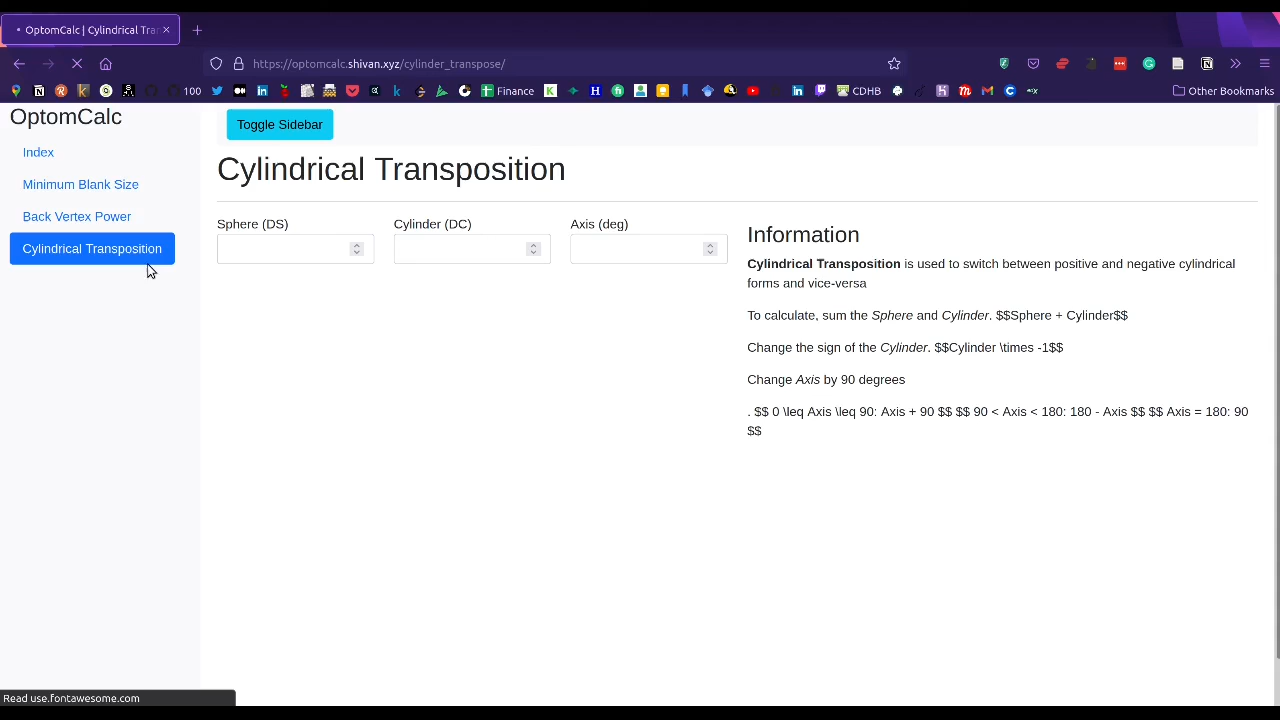 OptomCalc | Cylindrical Tra
https://optomcalc.shivan.xyz/cylinder_transpose/
100
Finance
CDHB
Other Bookmarks
OptomCalc
Toggle Sidebar
Index
Minimum Blank Size
Back Vertex Power
Cylindrical Transposition
Cylindrical Transposition
Sphere (DS)
Cylinder (DC)
Axis (deg)
Information
Cylindrical Transposition is used to switch between positive and negative cylindrical
forms and vice-versa
To calculate, sum the Sphere and Cylinder. $$Sphere + Cylinder$$
Change the sign of the Cylinder. $$Cylinder \times -1$$
Change Axis by 90 degrees
. $$ 0 \leq Axis \leq 90: Axis + 90 $$ $$ 90 < Axis < 180: 180 - Axis $$ $$ Axis = 180: 90
$$
Read use.fontawesome.com